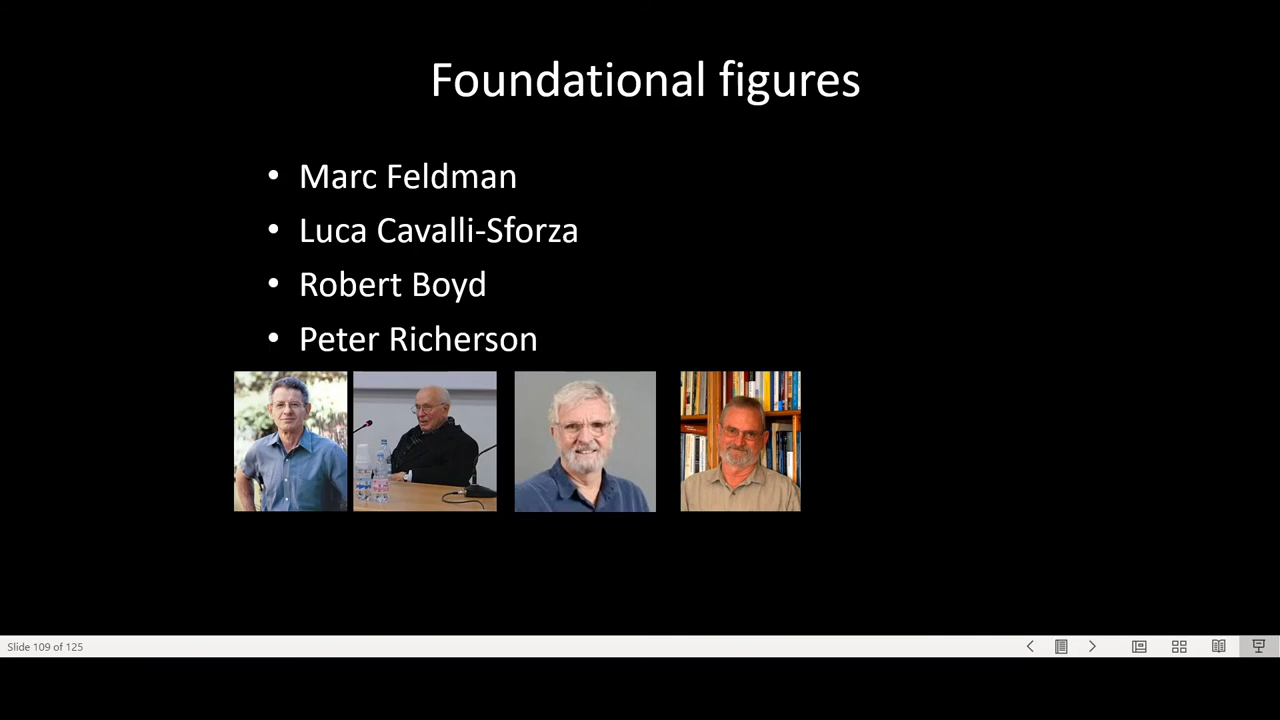 Foundational figures
• Marc Feldman
• Luca Cavalli-Sforza
• Robert Boyd
• Peter Richerson
Slide 109 of 125